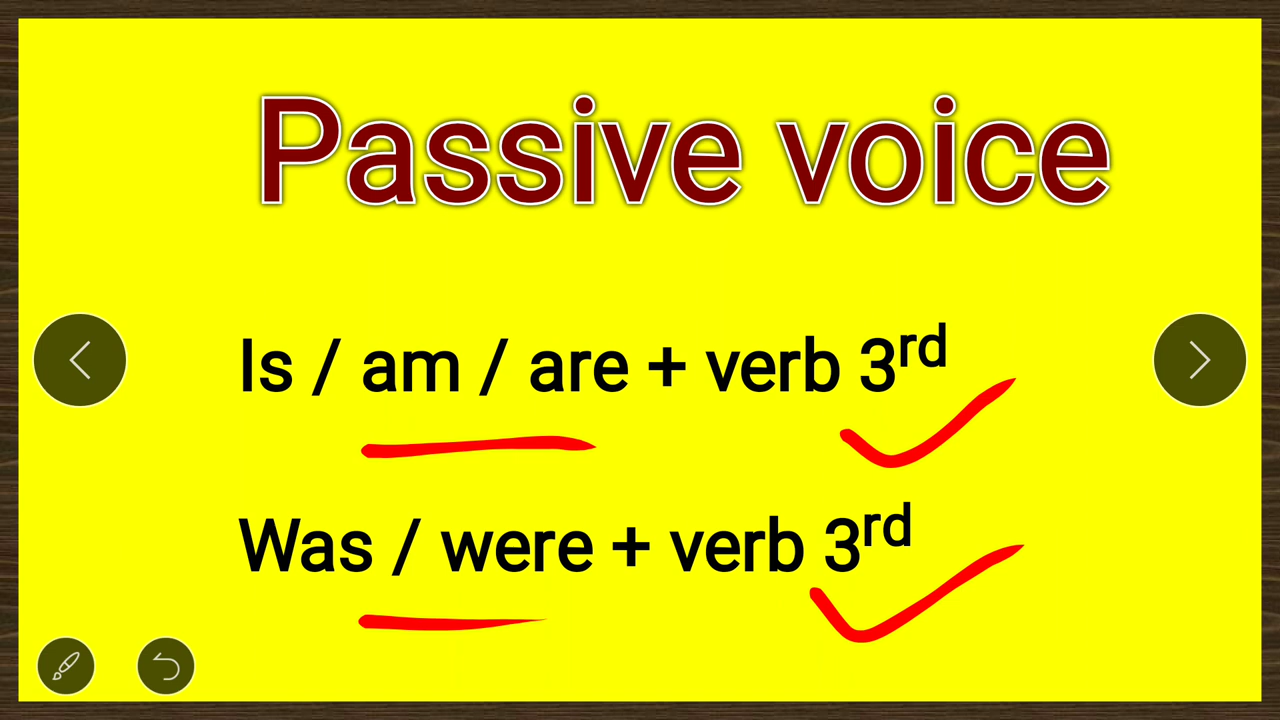 Passive voice
Is / am / are + verb 3rd
Was / were + verb 3rd